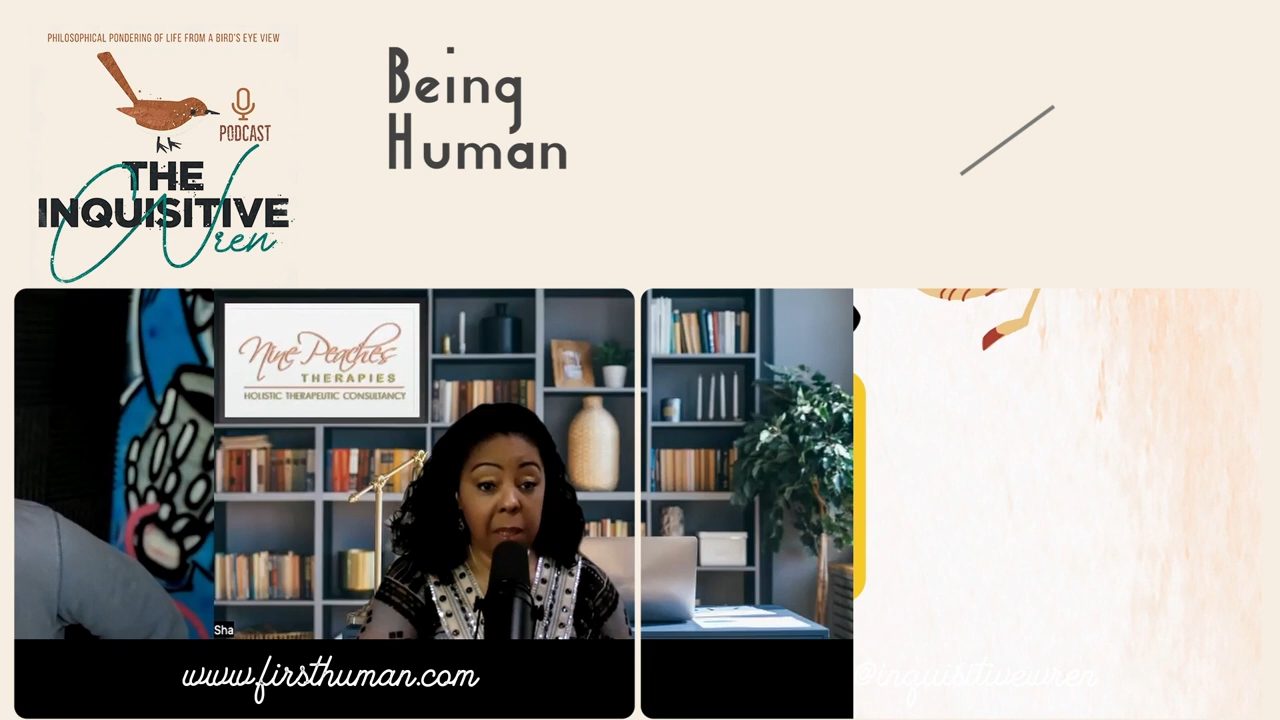 PHILOSOPHICAL PONDERING OF LIFE FROM A BIRD'S EYE VIEW
PODCAST
THE
INQUISITIVE
Wren
Being
Human
Nine Peaches
THERAPIES
HOLISTIC THERAPEUTIC CONSULTANCY
Sha
www.firsthuman.com
@inquisitivewren